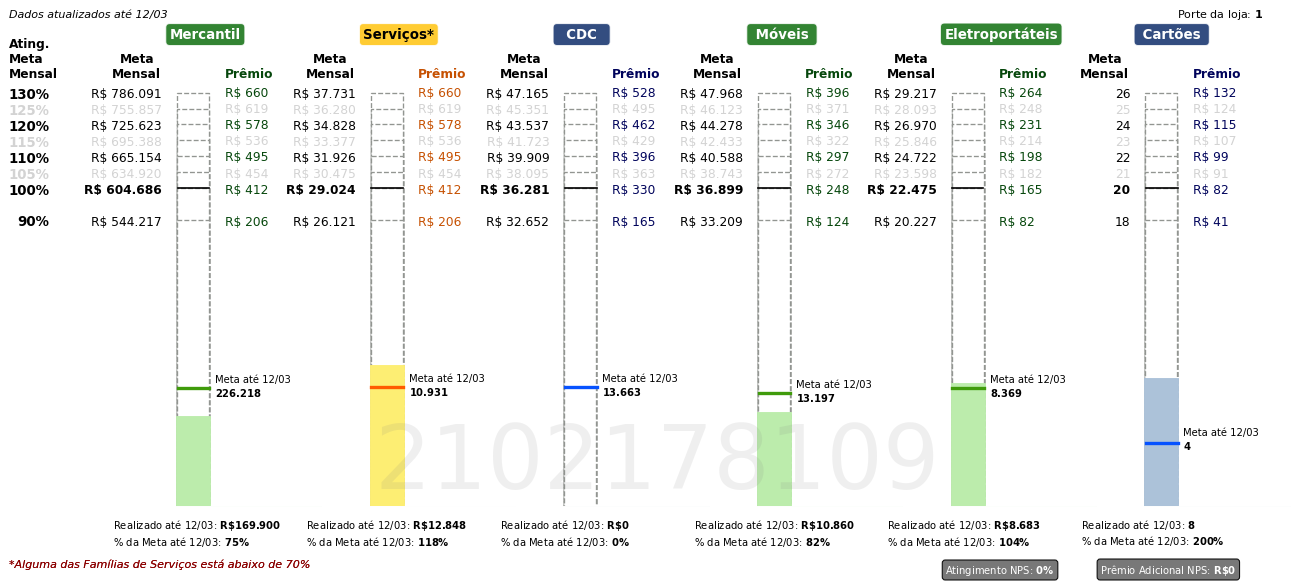 Dados atualizados até 12/03
Porte da loja: 1
Mercantil Serviços* CDC Móveis Eletroportáteis Cartões
Ating. Meta Mensal
Meta Mensal Prêmio Meta Mensal Prêmio Meta Mensal Prêmio Meta Mensal Prêmio Meta Mensal Prêmio Meta Mensal Prêmio
130% R$ 786.091 R$ 660 R$ 37.731 R$ 660 R$ 47.165 R$ 528 R$ 47.968 R$ 396 R$ 29.217 R$ 264 26 R$ 132
125% R$ 755.857 R$ 619 R$ 36.280 R$ 619 R$ 45.351 R$ 495 R$ 46.123 R$ 371 R$ 28.093 R$ 248 25 R$ 124
120% R$ 725.623 R$ 578 R$ 34.828 R$ 578 R$ 43.537 R$ 462 R$ 44.278 R$ 346 R$ 26.970 R$ 231 24 R$ 115
115% R$ 695.388 R$ 536 R$ 33.377 R$ 536 R$ 41.723 R$ 429 R$ 42.433 R$ 322 R$ 25.846 R$ 214 23 R$ 107
110% R$ 665.154 R$ 495 R$ 31.926 R$ 495 R$ 39.909 R$ 396 R$ 40.588 R$ 297 R$ 24.722 R$ 198 22 R$ 99
105% R$ 634.920 R$ 454 R$ 30.475 R$ 454 R$ 38.095 R$ 363 R$ 38.743 R$ 272 R$ 23.598 R$ 182 21 R$ 91
100% R$ 604.686 R$ 412 R$ 29.024 R$ 412 R$ 36.281 R$ 330 R$ 36.899 R$ 248 R$ 22.475 R$ 165 20 R$ 82
90% R$ 544.217 R$ 206 R$ 26.121 R$ 206 R$ 32.652 R$ 165 R$ 33.209 R$ 124 R$ 20.227 R$ 82 18 R$ 41
Meta até 12/03 Meta até 12/03 Meta até 12/03 Meta até 12/03 Meta até 12/03
226.218 10.931 13.663 13.197 8.369
Meta até 12/03
4
2102178109
Realizado até 12/03: R$169.900 Realizado até 12/03: R$12.848 Realizado até 12/03: R$0 Realizado até 12/03: R$10.860 Realizado até 12/03: R$8.683 Realizado até 12/03: 8
% da Meta até 12/03: 75% % da Meta até 12/03: 118% % da Meta até 12/03: 0% % da Meta até 12/03: 82% % da Meta até 12/03: 104% % da Meta até 12/03: 200%
*Alguma das Famílias de Serviços está abaixo de 70%
Atingimento NPS: 0% Prêmio Adicional NPS: R$0